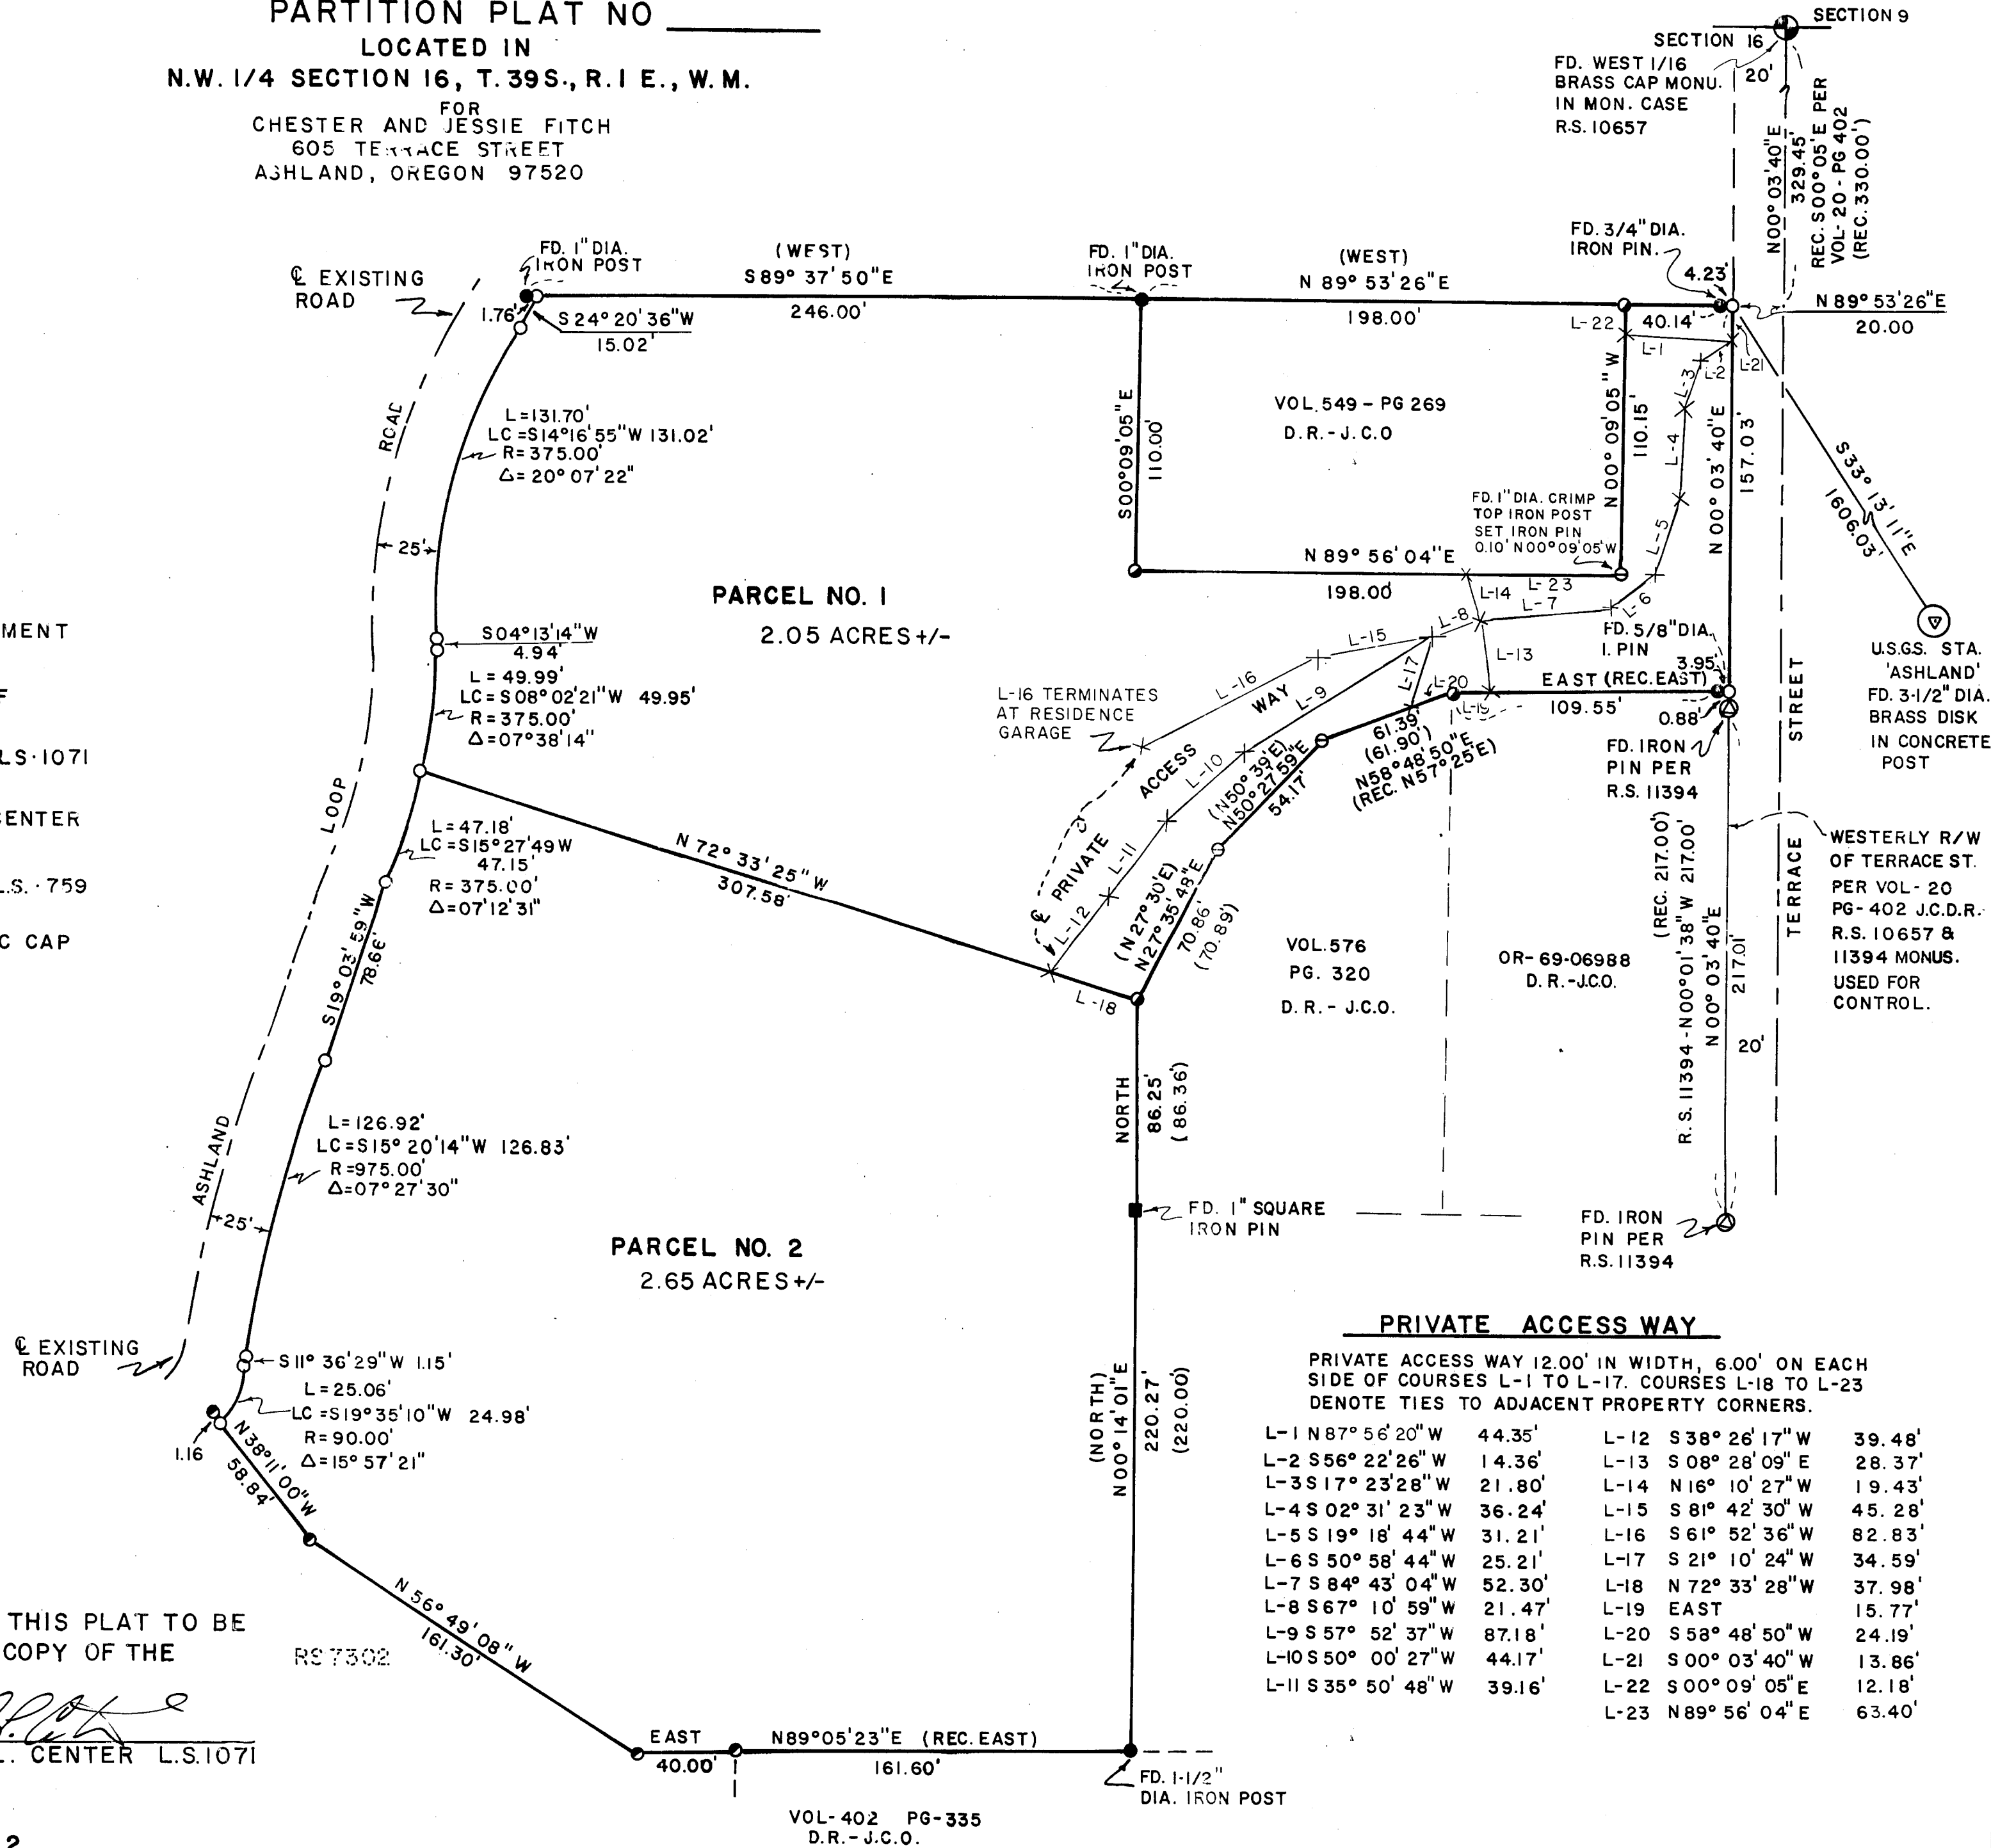 PARTITION PLAT NO
LOCATED IN
N.W. 1/4 SECTION 16, T. 39S., R. 1 E., W. M.
FOR
CHESTER AND JESSIE FITCH
605 TERRACE STREET
ASHLAND, OREGON 97520
SECTION 9
SECTION 16
20'
FD. WEST 1/16
BRASS CAP MONU.
IN MON. CASE
R.S. 10657
N00° 03'40"E
329.45'
REC. S00°05'E PER
VOL-20-PG 402
(REC. 330.00')
FD. 3/4" DIA.
IRON PIN.
4.23'
N 89° 53'26"E
20.00
℄ EXISTING
ROAD
FD. 1" DIA.
IRON POST
(WEST)
S89° 37' 50"E
246.00'
FD. 1" DIA.
IRON POST
(WEST)
N 89° 53'26"E
198.00'
1.76'
S 24° 20' 36"W
15.02'
L-22
40.14'
L-1
L-2
L-21
L-3
L-4
L-5
L-6
ROAD
L=131.70'
LC=S14°16'55"W 131.02'
R=375.00'
Δ=20° 07' 22"
25'
S00°09'05"E
110.00'
VOL. 549 - PG 269
D. R. - J. C. O
N00° 09'05"W
110.15'
N 00° 03' 40"E
157.03'
S33° 13' 11"E
1606.03'
FD. 1" DIA. CRIMP
TOP IRON POST
SET IRON PIN
0.10' N00°09'05"W
N 89° 56' 04"E
198.00
L-23
L-14
L-7
L-8
PARCEL NO. 1
2.05 ACRES +/-
MENT
F
LS-1071
CENTER
L.S. - 759
C CAP
S04°13'14"W
4.94'
L= 49.99'
LC=S08° 02'21"W 49.95'
R=375.00'
Δ=07°38'14"
FD. 5/8" DIA.
I. PIN
3.95'
L-15
L-16
L-13
L-17
L-20
L-19
L-9
L-10
L-11
L-12
EAST (REC. EAST)
109.55'
0.88'
U.S.G.S. STA.
'ASHLAND'
FD. 3-1/2" DIA.
BRASS DISK
IN CONCRETE
POST
L-16 TERMINATES
AT RESIDENCE
GARAGE
℄ PRIVATE ACCESS WAY
61.39'
(61.90')
N58°48'50"E
(REC. N57°25'E)
(N50°39'E)
N50°27'59"E
54.17'
FD. IRON
PIN PER
R.S. 11394
STREET
TERRACE
WESTERLY R/W
OF TERRACE ST.
PER VOL-20
PG-402 J.C.D.R.
R.S. 10657 &
11394 MONUS.
USED FOR
CONTROL.
LOOP
L=47.18'
LC=S15°27'49W
47.15'
R=375.00'
Δ=07°12'31"
N 72° 33' 25" W
307.58'
(N27°30'E)
N27°35'48"E
70.86'
(70.89')
L-18
VOL. 576
PG. 320
D. R. - J.C.O.
OR-69-06988
D. R. - J.C.O.
(REC. 217.00')
R.S. 11394-N00°01'38"W 217.00'
N00° 03'40"E
217.01'
20'
S19°03'59"W
78.66'
L=126.92'
LC=S15° 20'14"W 126.83'
R=975.00'
Δ=07° 27' 30"
ASHLAND
25'
NORTH
86.25'
(86.36')
FD. 1" SQUARE
IRON PIN
FD. IRON
PIN PER
R.S. 11394
PARCEL NO. 2
2.65 ACRES +/-
℄ EXISTING
ROAD
S11° 36'29"W 1.15'
L=25.06'
LC=S19°35'10"W 24.98'
R=90.00'
Δ=15° 57'21"
1.16
N38°11'00"W
58.84'
(NORTH)
N00°14'01"E
220.27'
(220.00')
PRIVATE ACCESS WAY
PRIVATE ACCESS WAY 12.00' IN WIDTH, 6.00' ON EACH
SIDE OF COURSES L-1 TO L-17. COURSES L-18 TO L-23
DENOTE TIES TO ADJACENT PROPERTY CORNERS.
L-1 N 87° 56' 20" W 44.35'
L-2 S56° 22'26" W 14.36'
L-3 S17° 23'28" W 21.80'
L-4 S 02° 31' 23" W 36.24'
L-5 S 19° 18' 44" W 31.21'
L-6 S 50° 58' 44" W 25.21'
L-7 S 84° 43' 04" W 52.30'
L-8 S67° 10' 59" W 21.47'
L-9 S 57° 52' 37" W 87.18'
L-10 S 50° 00' 27" W 44.17'
L-11 S 35° 50' 48" W 39.16'
L-12 S 38° 26' 17" W 39.48'
L-13 S 08° 28' 09" E 28.37'
L-14 N 16° 10' 27" W 19.43'
L-15 S 81° 42' 30" W 45.28'
L-16 S 61° 52' 36" W 82.83'
L-17 S 21° 10' 24" W 34.59'
L-18 N 72° 33' 28" W 37.98'
L-19 EAST 15.77'
L-20 S 58° 48' 50" W 24.19'
L-21 S 00° 03' 40" W 13.86'
L-22 S 00° 09' 05" E 12.18'
L-23 N 89° 56' 04" E 63.40'
N 56° 49' 08" W
161.30'
THIS PLAT TO BE
COPY OF THE
RS 7302
L. CENTER L.S. 1071
EAST
40.00'
N89°05'23"E (REC. EAST)
161.60'
FD. 1-1/2"
DIA. IRON POST
VOL-402 PG-335
D.R. - J.C.O.
2